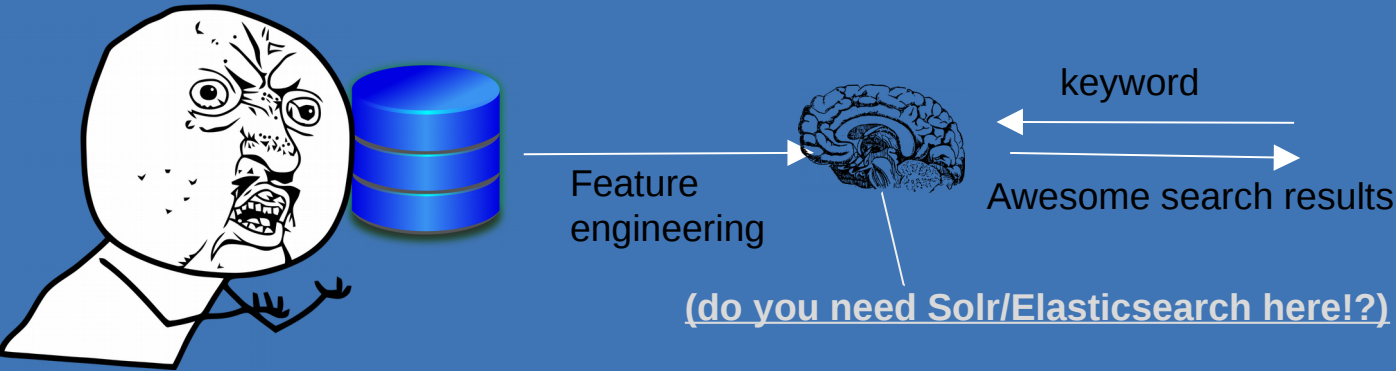 keyword
Feature
engineering
Awesome search results
(do you need Solr/Elasticsearch here!?)